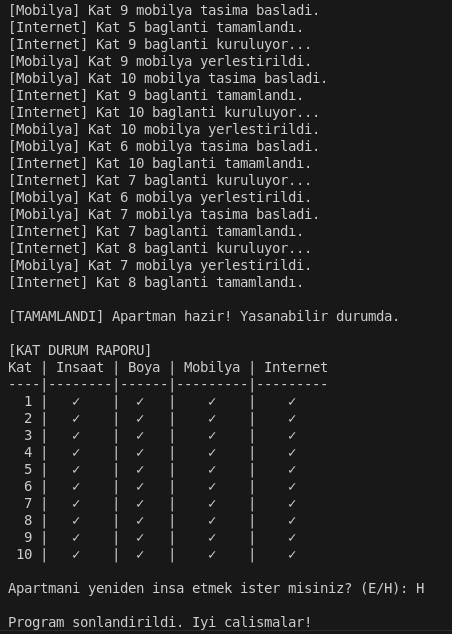 [Mobilya] Kat 9 mobilya tasima basladi.
[Internet] Kat 5 baglanti tamamlandı.
[Internet] Kat 9 baglanti kuruluyor...
[Mobilya] Kat 9 mobilya yerlestirildi.
[Mobilya] Kat 10 mobilya tasima basladi.
[Internet] Kat 9 baglanti tamamlandı.
[Internet] Kat 10 baglanti kuruluyor...
[Mobilya] Kat 10 mobilya yerlestirildi.
[Mobilya] Kat 6 mobilya tasima basladi.
[Internet] Kat 10 baglanti tamamlandı.
[Internet] Kat 7 baglanti kuruluyor...
[Mobilya] Kat 6 mobilya yerlestirildi.
[Mobilya] Kat 7 mobilya tasima basladi.
[Internet] Kat 7 baglanti tamamlandı.
[Internet] Kat 8 baglanti kuruluyor...
[Mobilya] Kat 7 mobilya yerlestirildi.
[Internet] Kat 8 baglanti tamamlandı.

[TAMAMLANDI] Apartman hazir! Yasanabilir durumda.

[KAT DURUM RAPORU]
Kat | Insaat | Boya | Mobilya | Internet
----|--------|------|---------|---------
  1 |   ✓    |  ✓   |    ✓    |    ✓
  2 |   ✓    |  ✓   |    ✓    |    ✓
  3 |   ✓    |  ✓   |    ✓    |    ✓
  4 |   ✓    |  ✓   |    ✓    |    ✓
  5 |   ✓    |  ✓   |    ✓    |    ✓
  6 |   ✓    |  ✓   |    ✓    |    ✓
  7 |   ✓    |  ✓   |    ✓    |    ✓
  8 |   ✓    |  ✓   |    ✓    |    ✓
  9 |   ✓    |  ✓   |    ✓    |    ✓
 10 |   ✓    |  ✓   |    ✓    |    ✓

Apartmani yeniden insa etmek ister misiniz? (E/H): H

Program sonlandirildi. Iyi calismalar!